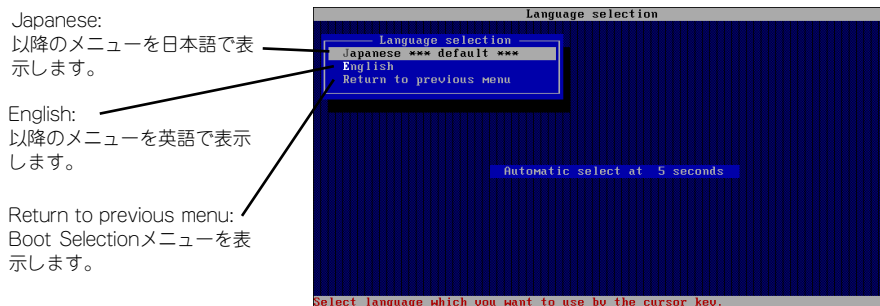 Japanese:
以降のメニューを日本語で表
示します。
English:
以降のメニューを英語で表示
します。
Return to previous menu:
Boot Selectionメニューを表
示します。
Language selection
Language selection
Japanese *** default ***
English
Return to previous menu
Automatic select at 5 seconds
Select language which you want to use by the cursor key.